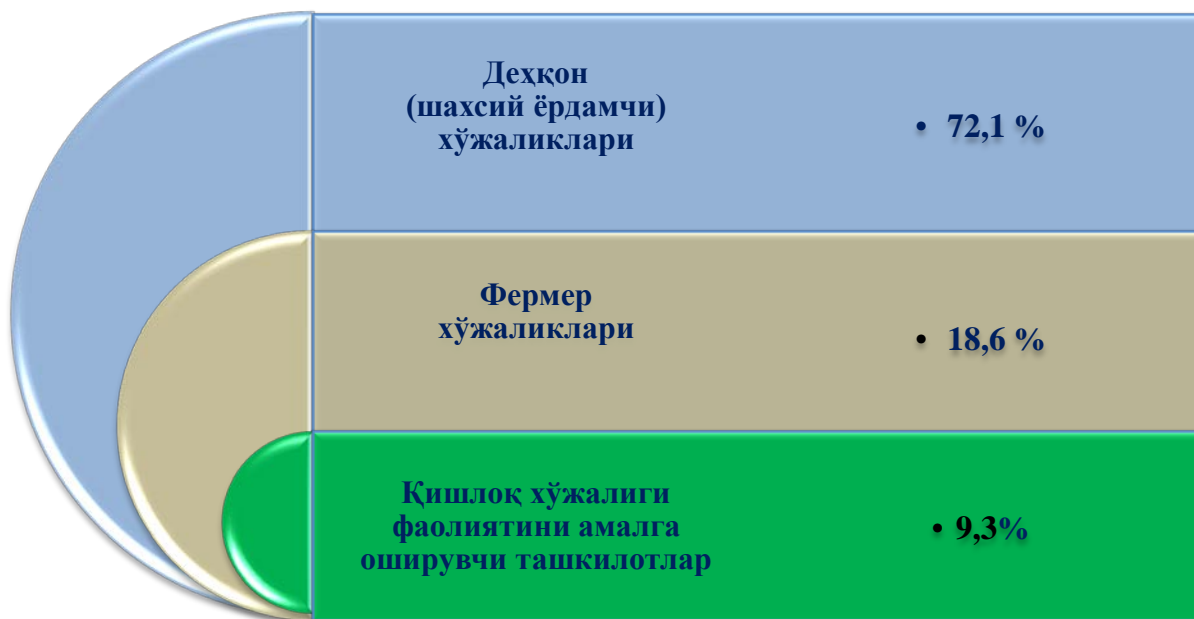 Деҳқон
(шахсий ёрдамчи)
хўжаликлари
• 72,1 %
Фермер
хўжаликлари
• 18,6 %
Қишлоқ хўжалиги
фаолиятини амалга
оширувчи ташкилотлар
• 9,3%